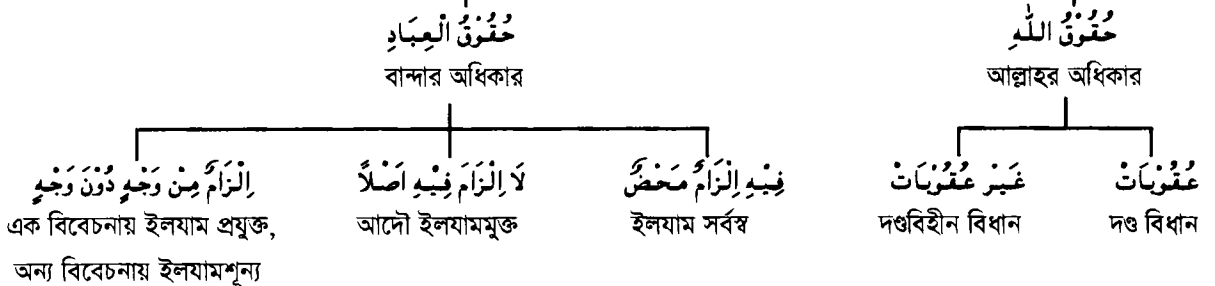 حُقُوْقُ اللّٰهِ
আল্লাহর অধিকার
حُقُوْقُ الْعِبَادِ
বান্দার অধিকার
عُقُوْبَاتْ
দণ্ড বিধান
غَيْر عُقُوْبَاتْ
দণ্ডবিহীন বিধান
فِيْهِ اِلْزَامٌ مَحْضٌ
ইলযাম সর্বস্ব
لَا اِلْزَامَ فِيْهِ اَصْلًا
আদৌ ইলযামমুক্ত
اِلْزَامٌ مِنْ وَجْهٍ دُوْنَ وَجْهٍ
এক বিবেচনায় ইলযাম প্রযুক্ত,
অন্য বিবেচনায় ইলযামশূন্য